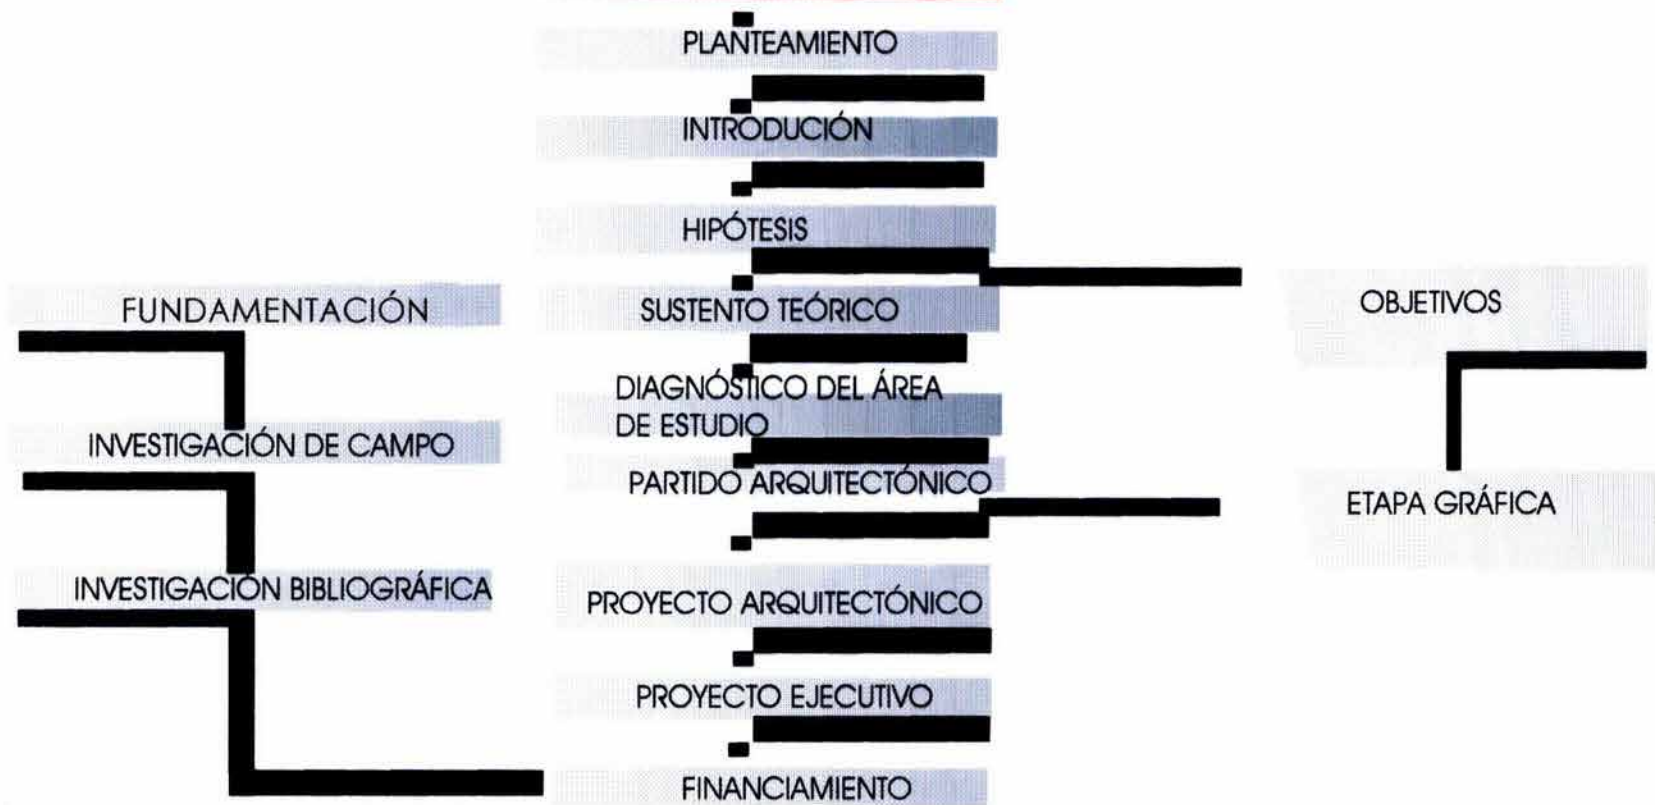 PLANTEAMIENTO
INTRODUCIÓN
HIPÓTESIS
SUSTENTO TEÓRICO
DIAGNÓSTICO DEL ÁREA
DE ESTUDIO
PARTIDO ARQUITECTÓNICO
PROYECTO ARQUITECTÓNICO
PROYECTO EJECUTIVO
FINANCIAMIENTO
FUNDAMENTACIÓN
INVESTIGACIÓN DE CAMPO
INVESTIGACIÓN BIBLIOGRÁFICA
OBJETIVOS
ETAPA GRÁFICA